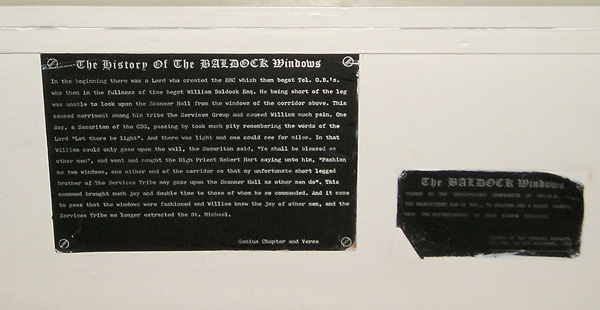 The History Of The BALDOCK Windows
In the beginning there was a Lord who created the BBC which then begat Tel. O.B.'s.
who then in the fullness of time begat William Baldock Esq. He being short of the leg
was unable to look upon the Scanner Hall from the windows of the corridor above. This
caused merriment among his tribe The Services Group and caused William much pain. One
day, a Samaritan of the CSG, passing by took much pity remembering the words of the
Lord "Let there be light". And there was light and one could see for miles. In that
William could only gaze upon the wall, the Samaritan said, "Ye shall be blessed as
other men", and went and sought the High Priest Robert Hart saying unto him, "Fashion
me two windows, one either end of the corridor so that my unfortunate short legged
brother of The Services Tribe may gaze upon the Scanner Hall as other men do". This
command brought much joy and double time to those of whom he so commanded. And it came
to pass that the windows were fashioned and William knew the joy of other men, and the
Services Tribe no longer extracted the St. Michael.
Genius Chapter and Verse
The BALDOCK Windows